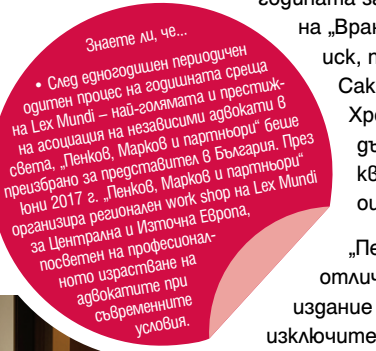 годината за
на „Вран
иск, п
Сак
Хр
дъ
кв
ои
„Пе
отлич
издание
изключите
Знаете ли, че...
• След едногодишен периодичен
одитен процес на годишната среща
на Lex Mundi – най-голямата и престиж-
на асоциация на независими адвокати в
света, „Пенков, Марков и партньори“ беше
преизбрано за представител в България. През
юни 2017 г. „Пенков, Марков и партньори“
организира регионален work shop на Lex Mundi
за Централна и Източна Европа,
посветен на професионал-
ното израстване на
адвокатите при
съвременните
условия.